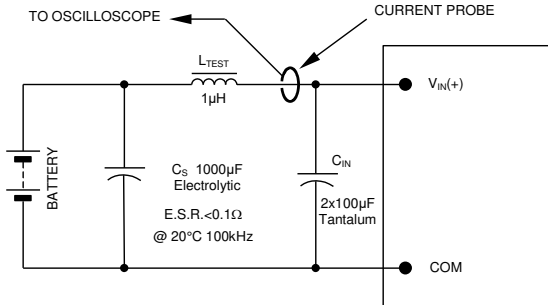 TO OSCILLOSCOPE
CURRENT PROBE
LTEST
1µH
VIN(+)
BATTERY
CS 1000µF
Electrolytic
E.S.R.<0.1Ω
@ 20°C 100kHz
CIN
2x100µF
Tantalum
COM